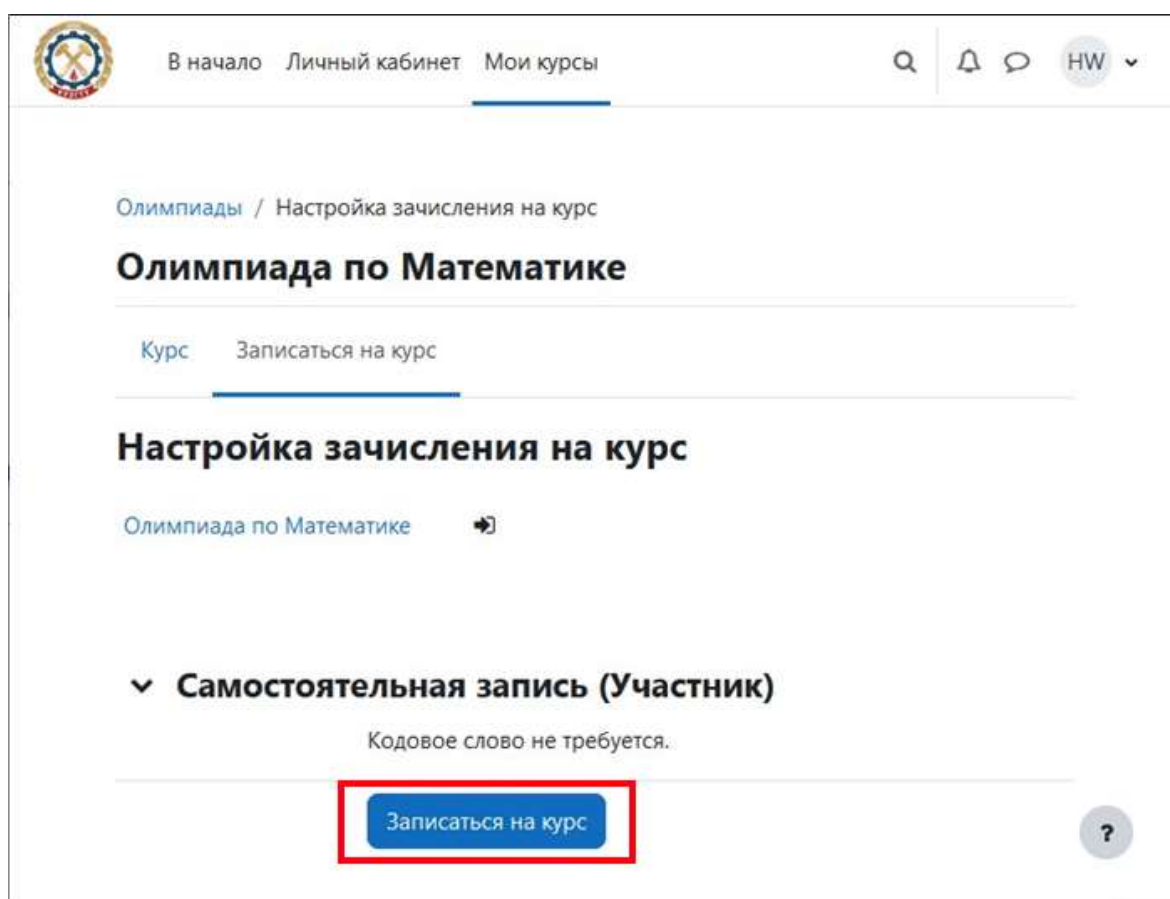 В начало Личный кабинет Мои курсы HW
Олимпиады / Настройка зачисления на курс
Олимпиада по Математике
Курс Записаться на курс
Настройка зачисления на курс
Олимпиада по Математике
Самостоятельная запись (Участник)
Кодовое слово не требуется.
Записаться на курс
?